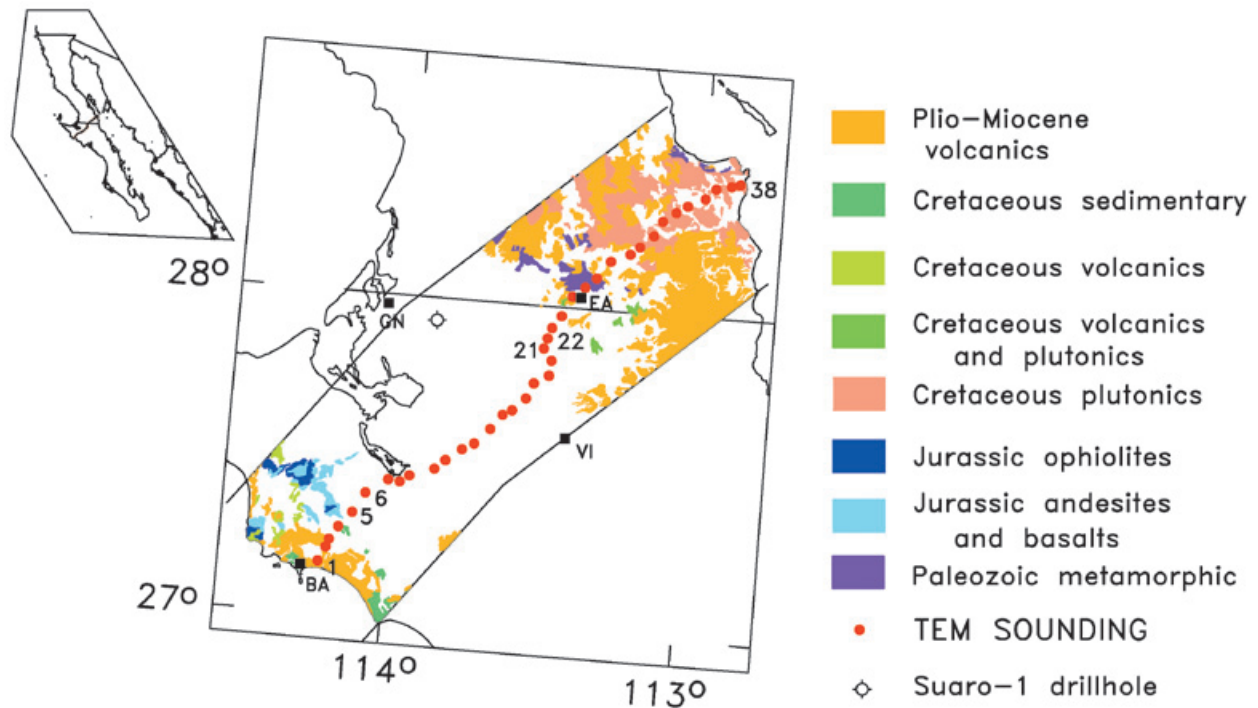 Plio-Miocene
volcanics
Cretaceous sedimentary
Cretaceous volcanics
Cretaceous volcanics
and plutonics
Cretaceous plutonics
Jurassic ophiolites
Jurassic andesites
and basalts
Paleozoic metamorphic
TEM SOUNDING
Suaro-1 drillhole
38
28°
GN
EA
21
22
VI
6
5
1
BA
27°
114°
113°